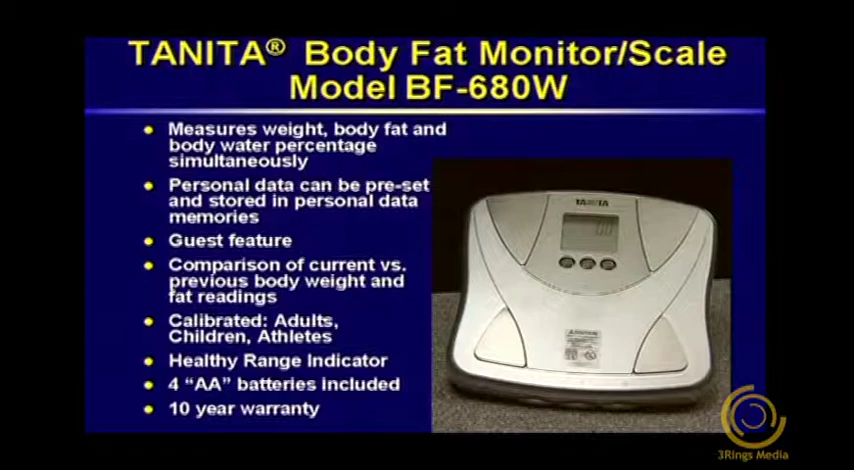 TANITA® Body Fat Monitor/Scale
Model BF-680W
• Measures weight, body fat and
body water percentage
simultaneously
• Personal data can be pre-set
and stored in personal data
memories
• Guest feature
• Comparison of current vs.
previous body weight and
fat readings
• Calibrated: Adults,
Children, Athletes
• Healthy Range Indicator
• 4 “AA” batteries included
• 10 year warranty
TANITA
3Rings Media